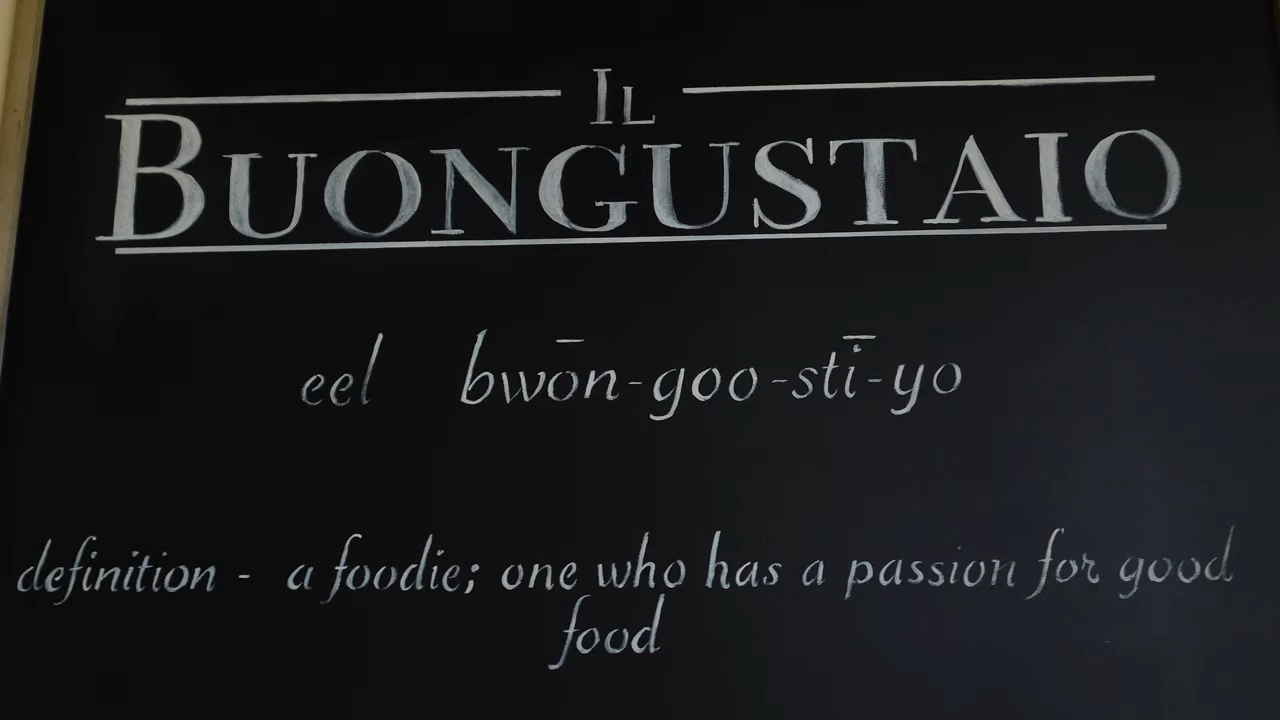 IL
BUONGUSTAIO
eel bwōn-goo-stī-yo
definition - a foodie; one who has a passion for good
food